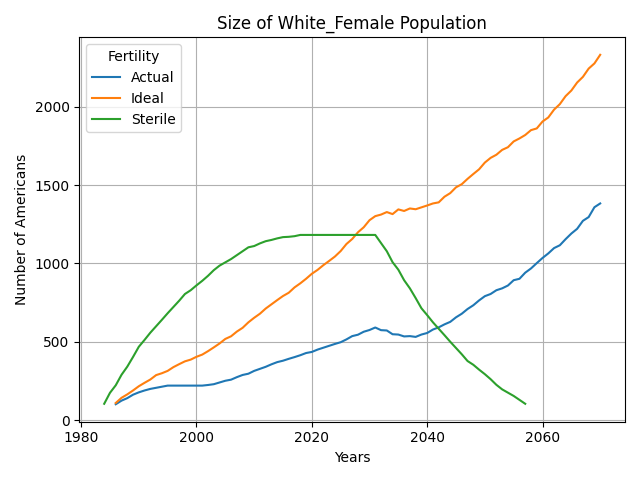 Size of White_Female Population
Fertility
Actual
Ideal
Sterile
Number of Americans
2000
1500
1000
500
0
1980
2000
2020
2040
2060
Years